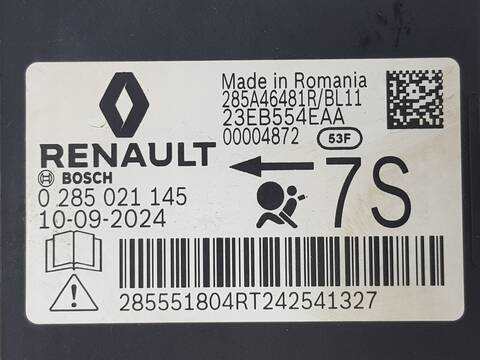 Made in Romania
285A46481R/BL11
23EB554EAA
00004872 53F
RENAULT
BOSCH
0 285 021 145
10-09-2024
7S
285551804RT242541327